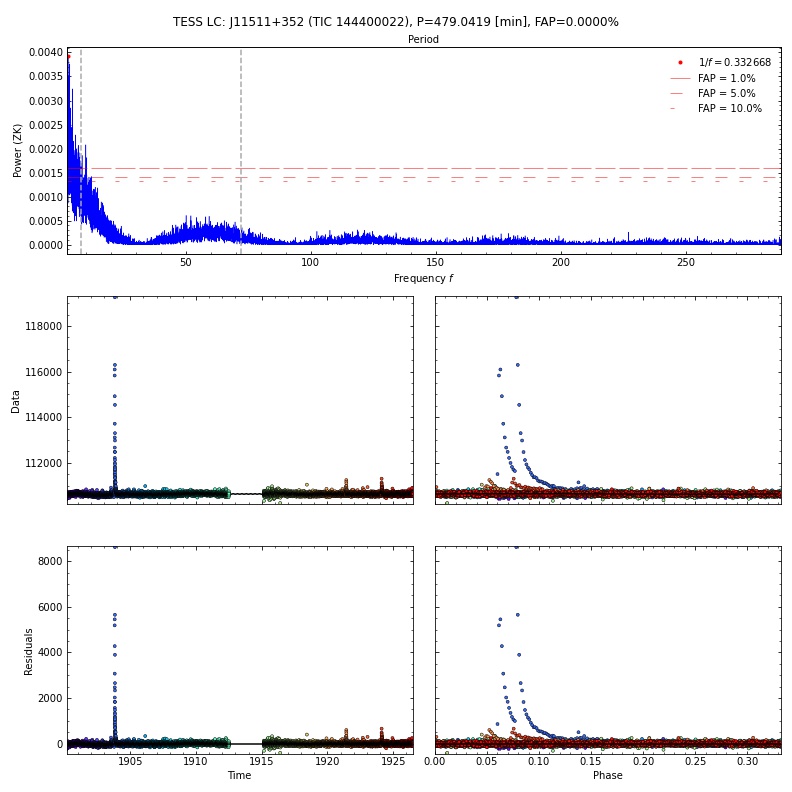 TESS LC: J11511+352 (TIC 144400022), P=479.0419 [min], FAP=0.0000%
Period
0.0040
0.0035
0.0030
0.0025
0.0020
0.0015
0.0010
0.0005
0.0000
Power (ZK)
1/f = 0.332668
FAP = 1.0%
FAP = 5.0%
FAP = 10.0%
50 100 150 200 250
Frequency f
118000
116000
114000
112000
Data
8000
6000
4000
2000
0
Residuals
1905 1910 1915 1920 1925
Time
0.00 0.05 0.10 0.15 0.20 0.25 0.30
Phase